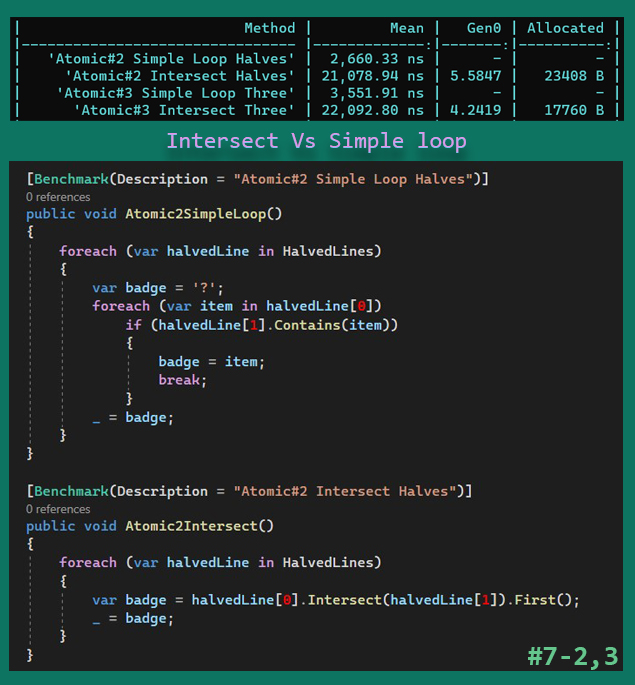 | Method | Mean | Gen0 | Allocated |
|------------------------------- |-------------:|-------:|----------:|
| 'Atomic#2 Simple Loop Halves' | 2,660.33 ns | - | - |
| 'Atomic#2 Intersect Halves' | 21,078.94 ns | 5.5847 | 23408 B |
| 'Atomic#3 Simple Loop Three' | 3,551.91 ns | - | - |
| 'Atomic#3 Intersect Three' | 22,092.80 ns | 4.2419 | 17760 B |
Intersect Vs Simple loop
[Benchmark(Description = "Atomic#2 Simple Loop Halves")]
0 references
public void Atomic2SimpleLoop()
{
foreach (var halvedLine in HalvedLines)
{
var badge = '?';
foreach (var item in halvedLine[0])
if (halvedLine[1].Contains(item))
{
badge = item;
break;
}
_ = badge;
}
}
[Benchmark(Description = "Atomic#2 Intersect Halves")]
0 references
public void Atomic2Intersect()
{
foreach (var halvedLine in HalvedLines)
{
var badge = halvedLine[0].Intersect(halvedLine[1]).First();
_ = badge;
}
}
#7-2,3